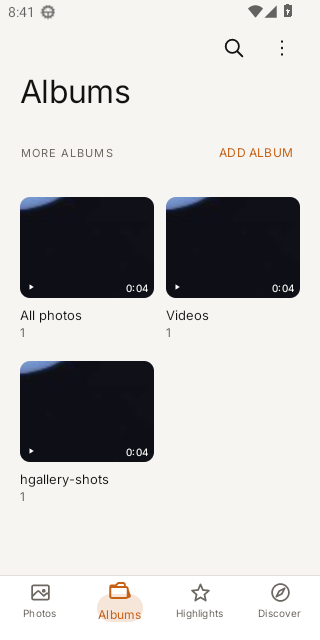 8:41
Albums
MORE ALBUMS
ADD ALBUM
0:04
0:04
All photos
Videos
1
1
0:04
hgallery-shots
1
Photos
Albums
Highlights
Discover